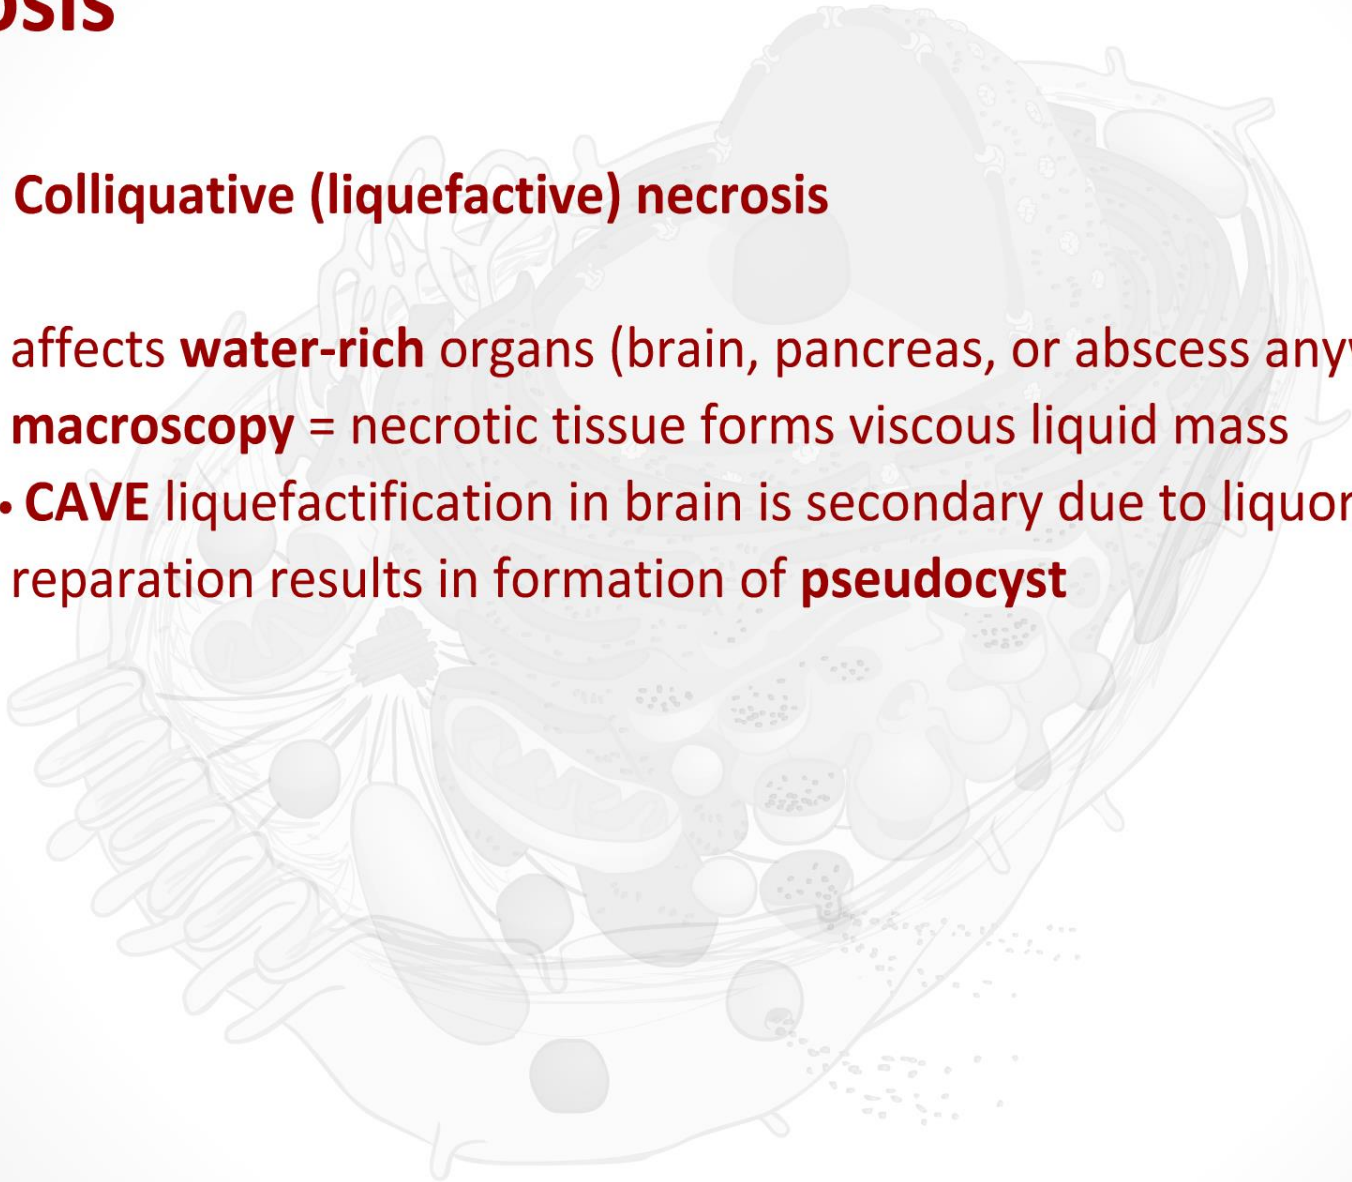 osis
Colliquative (liquefactive) necrosis
affects water-rich organs (brain, pancreas, or abscess
macroscopy = necrotic tissue forms viscous liquid mass
• CAVE liquefactification in brain is secondary due to liquor
reparation results in formation of pseudocyst